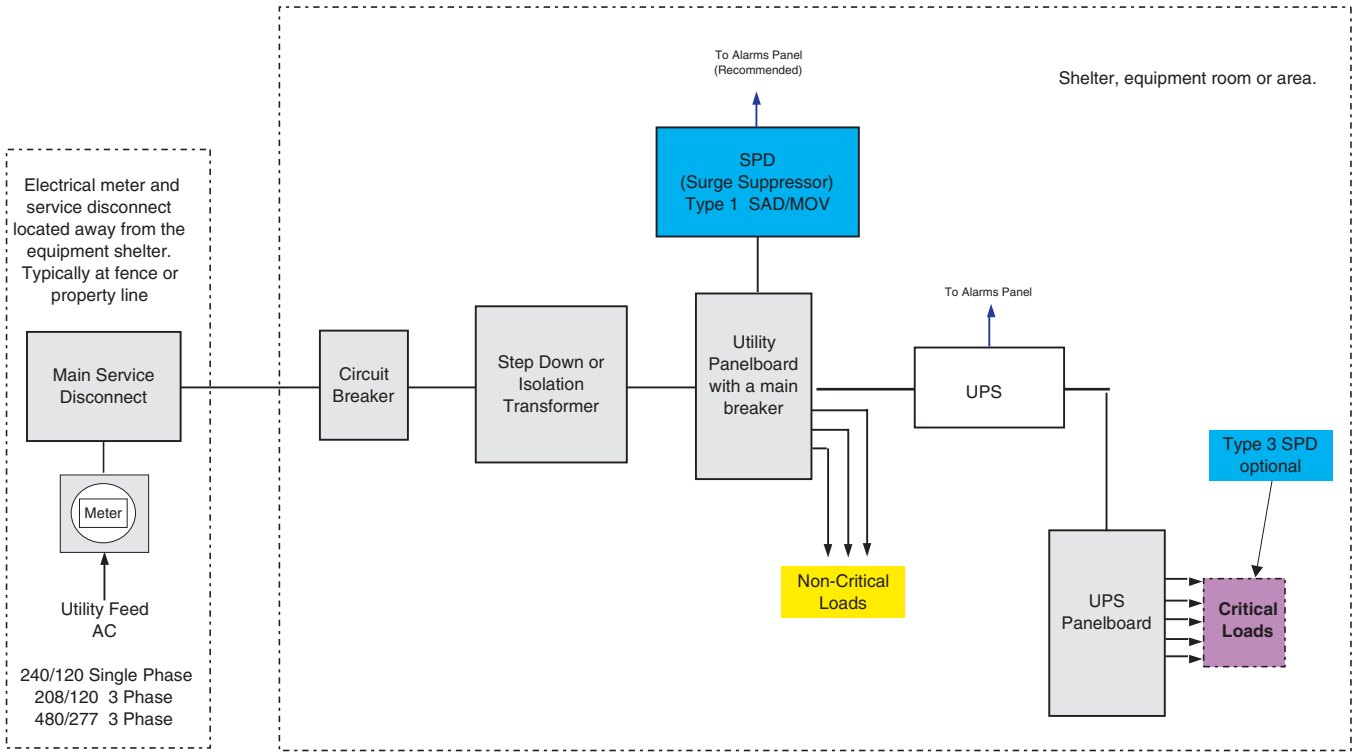 Electrical meter and
service disconnect
located away from the
equipment shelter.
Typically at fence or
property line
Main Service
Disconnect
Meter
Utility Feed
AC
240/120 Single Phase
208/120 3 Phase
480/277 3 Phase
Shelter, equipment room or area.
To Alarms Panel
(Recommended)
SPD
(Surge Suppressor)
Type 1 SAD/MOV
Circuit
Breaker
Step Down or
Isolation
Transformer
Utility
Panelboard
with a main
breaker
To Alarms Panel
UPS
Non-Critical
Loads
Type 3 SPD
optional
UPS
Panelboard
Critical
Loads